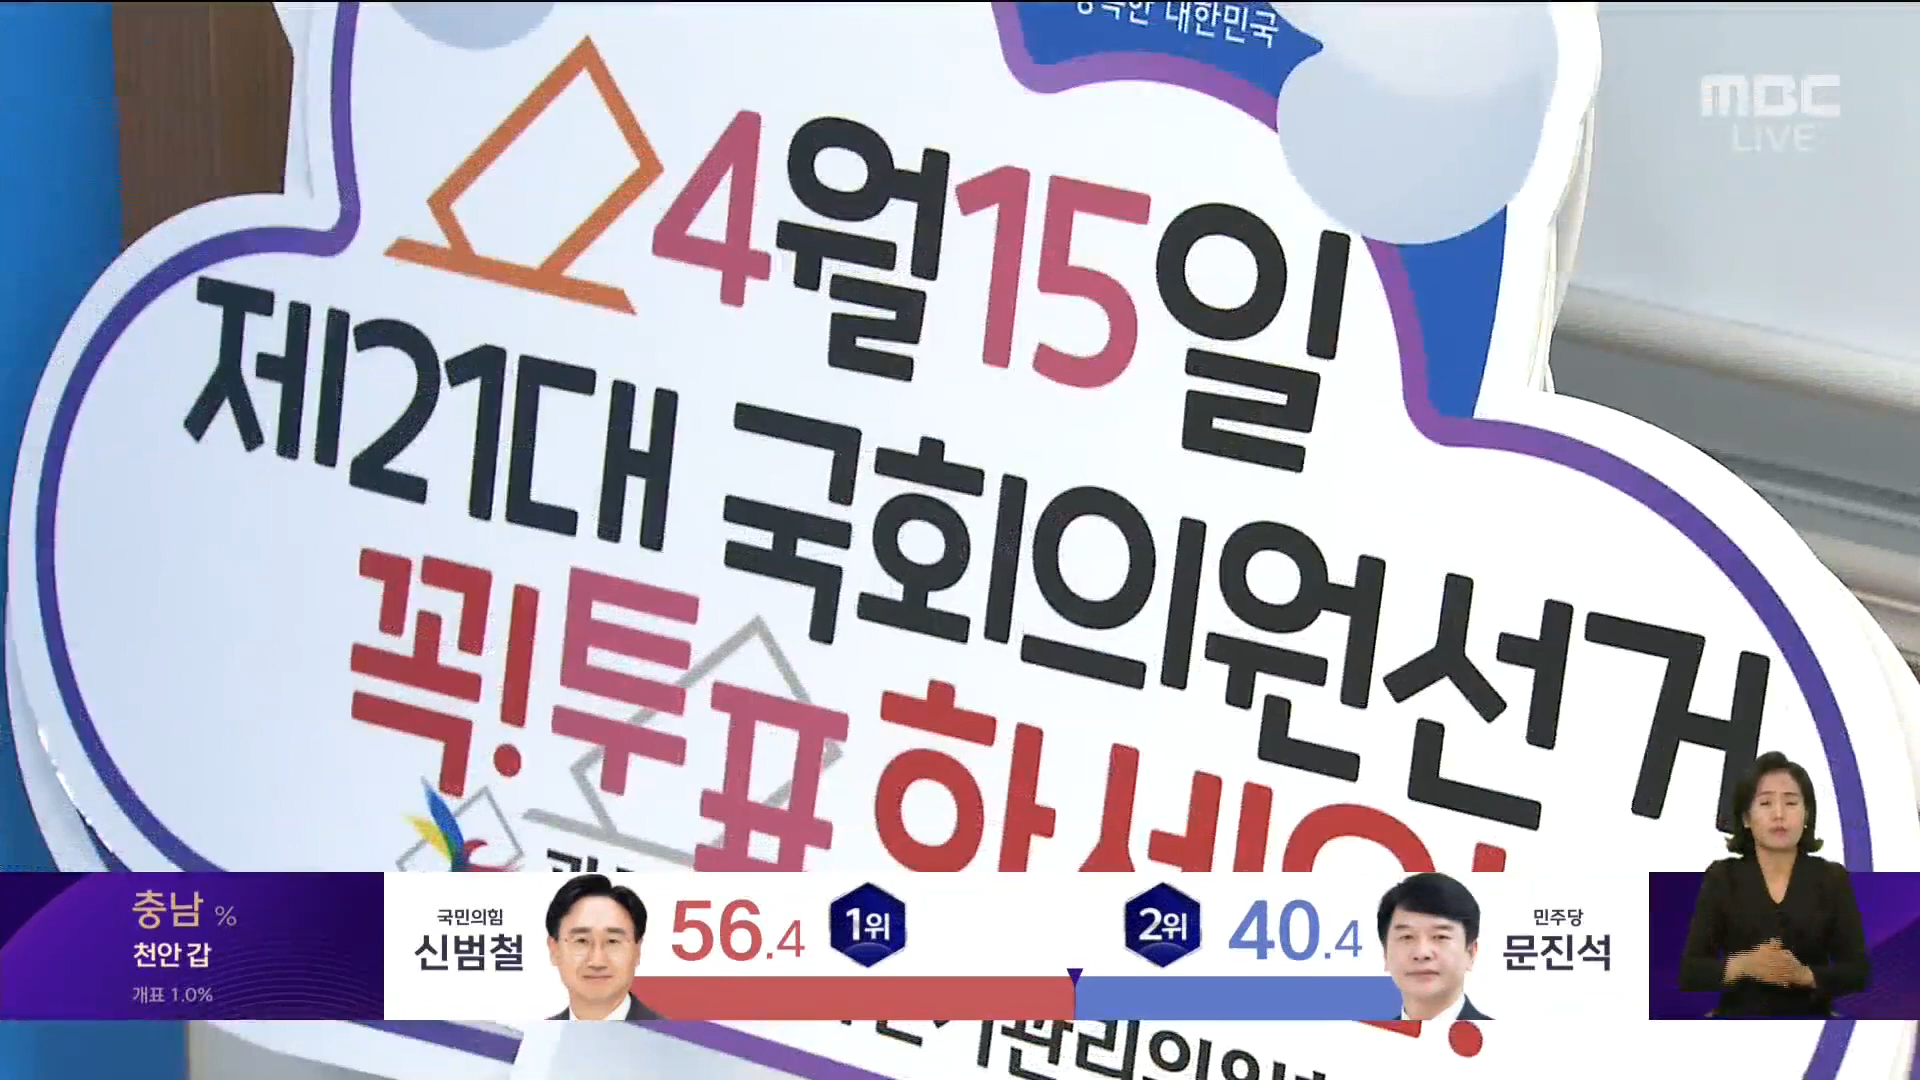 대한민국
MBC
LIVE
4월15일
제21대 국회의원선거
꼭! 투표 하세요!
충남 %
천안 갑
개표 1.0%
국민의힘
신범철
56.4
1위
2위
40.4
민주당
문진석